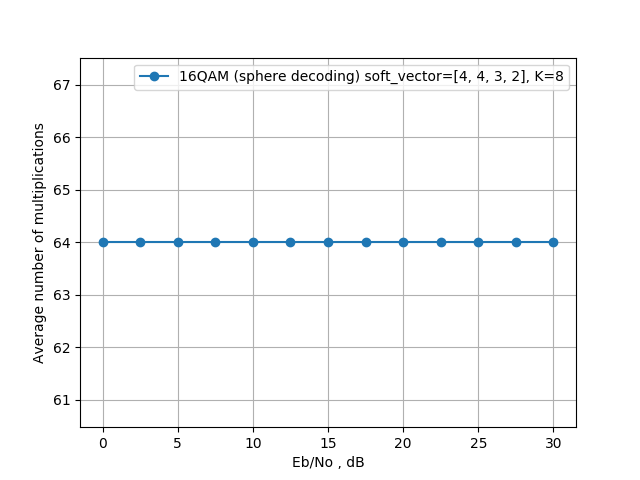 16QAM (sphere decoding) soft_vector=[4, 4, 3, 2], K=8
67
66
65
64
63
62
61
Average number of multiplications
0 5 10 15 20 25 30
Eb/No , dB